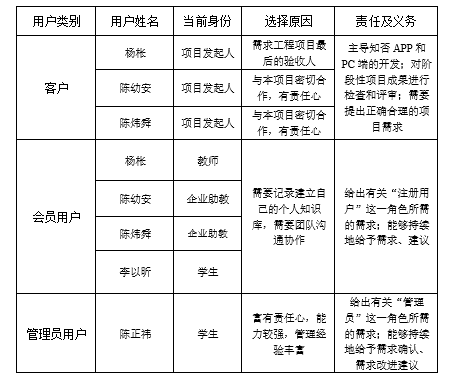 用户类别 用户姓名 当前身份 选择原因 责任及义务
客户
杨枨 项目发起人 需求工程项目最
后的验收人
陈幼安 项目发起人 与本项目密切合
作，有责任心
陈炜舜 项目发起人 与本项目密切合
作，有责任心
主导知否 APP 和
PC 端的开发；对阶
段性项目成果进行
检查和评审；需要
提出正确合理的项
目需求
会员用户
杨枨 教师
陈幼安 企业助教
陈炜舜 企业助教
李以昕 学生
需要记录建立自
己的个人知识
库，需要团队沟
通协作
给出有关“注册用
户”这一角色所需
的需求；能够持续
地给予需求、建议
管理员用户 陈正祎 学生
富有责任心，能
力较强，管理经
验丰富
给出有关“管理
员”这一角色所需
的需求；能够持续
地给予需求确认、
需求改进建议